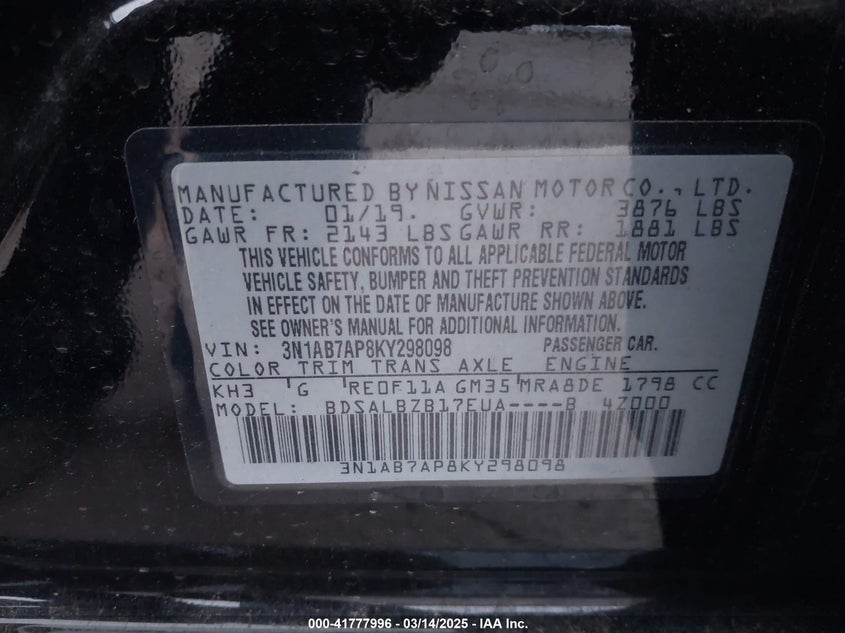 MANUFACTURED BY NISSAN MOTOR CO., LTD.
DATE: 01/19. GVWR: 3876 LBS
GAWR FR: 2143 LBS GAWR RR: 1881 LBS
THIS VEHICLE CONFORMS TO ALL APPLICABLE FEDERAL MOTOR
VEHICLE SAFETY, BUMPER AND THEFT PREVENTION STANDARDS
IN EFFECT ON THE DATE OF MANUFACTURE SHOWN ABOVE.
SEE OWNER'S MANUAL FOR ADDITIONAL INFORMATION.
VIN: 3N1AB7AP8KY298098 PASSENGER CAR.
COLOR TRIM TRANS AXLE ENGINE
KH3 G RE0F11A GM35 MRA8DE 1798 CC
MODEL: BDSALBZB17EUA----B 4Z000
3N1AB7AP8KY298098
000-41777996 - 03/14/2025 - IAA Inc.